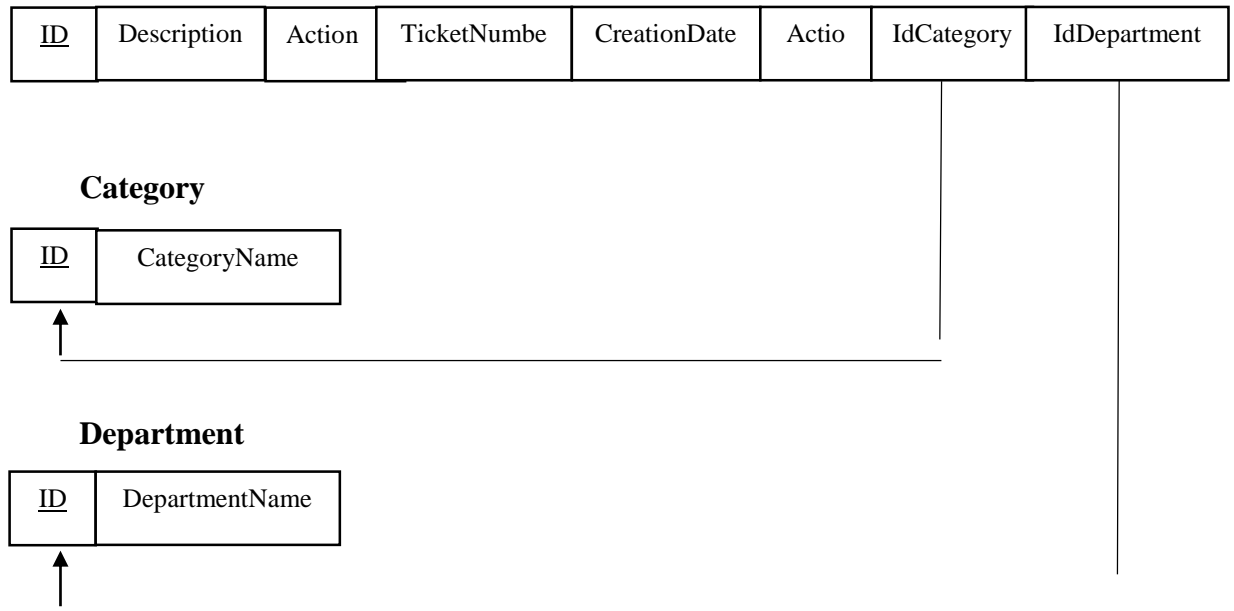 ID Description Action TicketNumbe CreationDate Actio IdCategory IdDepartment
Category
ID CategoryName
Department
ID DepartmentName